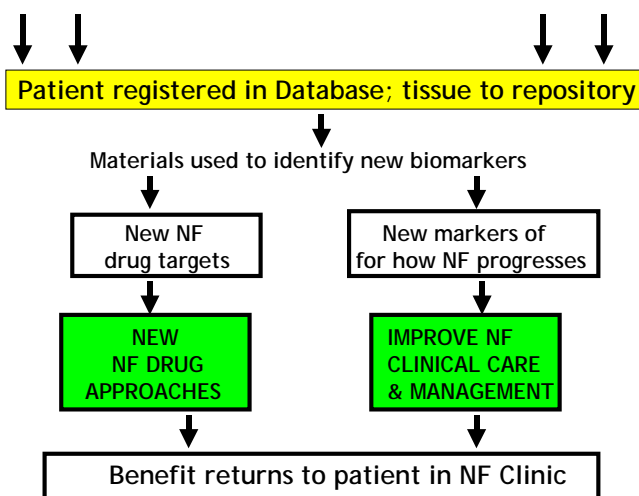 Patient registered in Database; tissue to repository
Materials used to identify new biomarkers
New NF
drug targets
New markers of
for how NF progresses
NEW
NF DRUG
APPROACHES
IMPROVE NF
CLINICAL CARE
& MANAGEMENT
Benefit returns to patient in NF Clinic